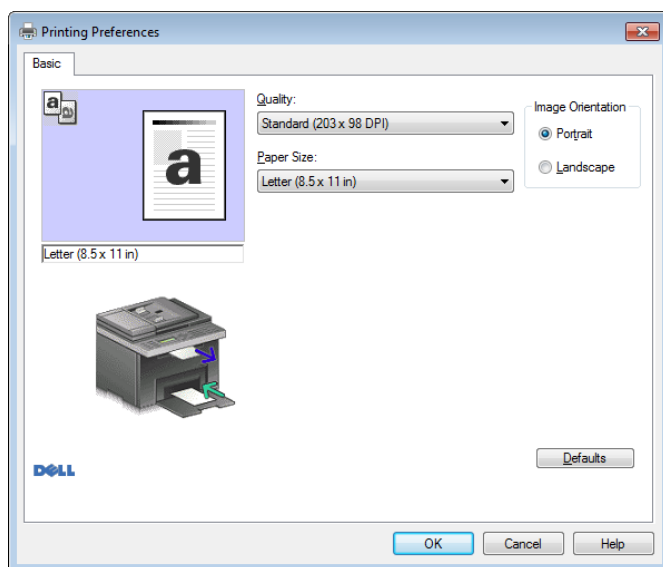 Printing Preferences
Basic
a
a
a
Letter (8.5 x 11 in)
Quality:
Standard (203 x 98 DPI)
Paper Size:
Letter (8.5 x 11 in)
Image Orientation
Portrait
Landscape
DELL
Defaults
OK
Cancel
Help